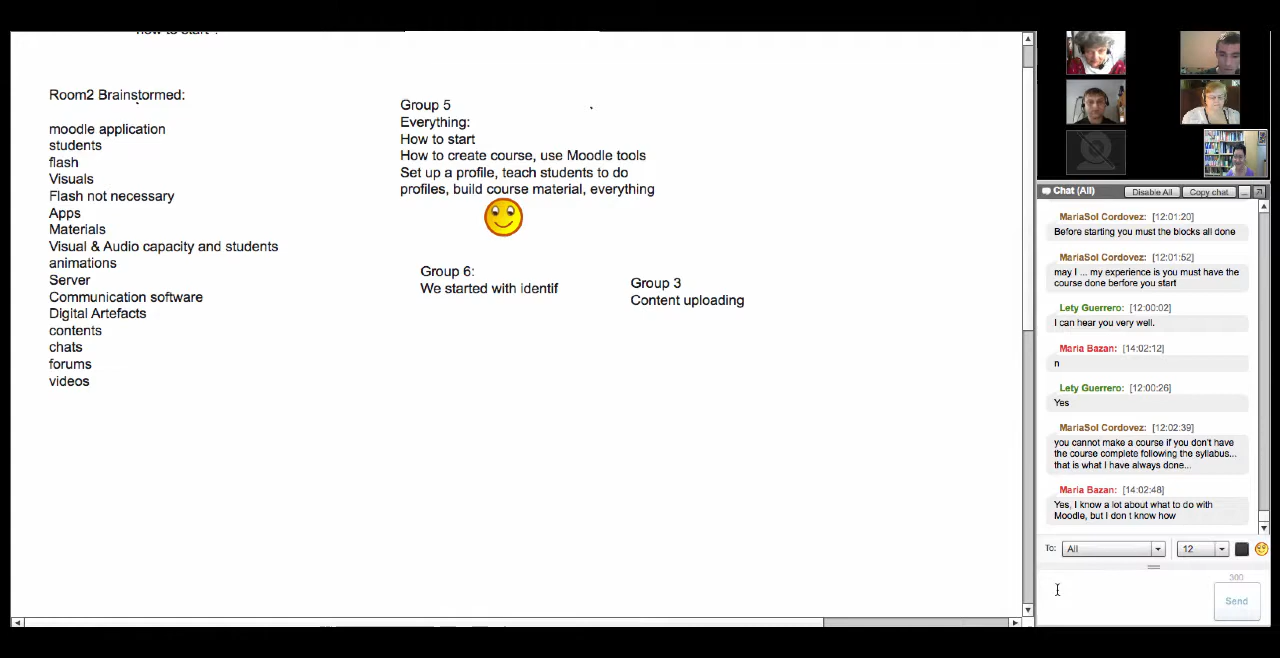 how to start ?
Room2 Brainstormed:
moodle application
students
flash
Visuals
Flash not necessary
Apps
Materials
Visual & Audio capacity and students
animations
Server
Communication software
Digital Artefacts
contents
chats
forums
videos
Group 5
Everything:
How to start
How to create course, use Moodle tools
Set up a profile, teach students to do
profiles, build course material, everything
Group 6:
We started with identif
Group 3
Content uploading
Chat (All)
Disable All
Copy chat
MariaSol Cordovez: [12:01:20]
Before starting you must the blocks all done
MariaSol Cordovez: [12:01:52]
may I ... my experience is you must have the
course done berfore you start
Lety Guerrero: [12:00:02]
I can hear you very well.
Maria Bazan: [14:02:12]
n
Lety Guerrero: [12:00:26]
Yes
MariaSol Cordovez: [12:02:39]
you cannot make a course if you don't have
the course complete following the syllabus...
that is what I have always done...
Maria Bazan: [14:02:48]
Yes, I know a lot about what to do with
Moodle, but I don t know how
To: All
12
300
Send